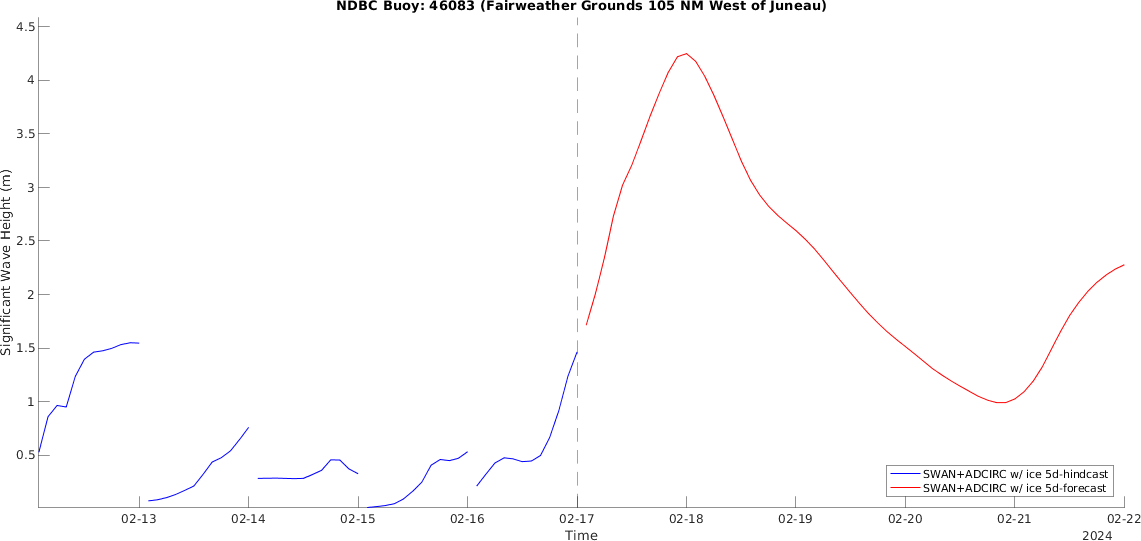 NDBC Buoy: 46083 (Fairweather Grounds 105 NM West of Juneau)
Significant Wave Height (m)
4.5
4
3.5
3
2.5
2
1.5
1
0.5
SWAN+ADCIRC w/ ice 5d-hindcast
SWAN+ADCIRC w/ ice 5d-forecast
02-13 02-14 02-15 02-16 02-17 02-18 02-19 02-20 02-21 02-22
Time
2024